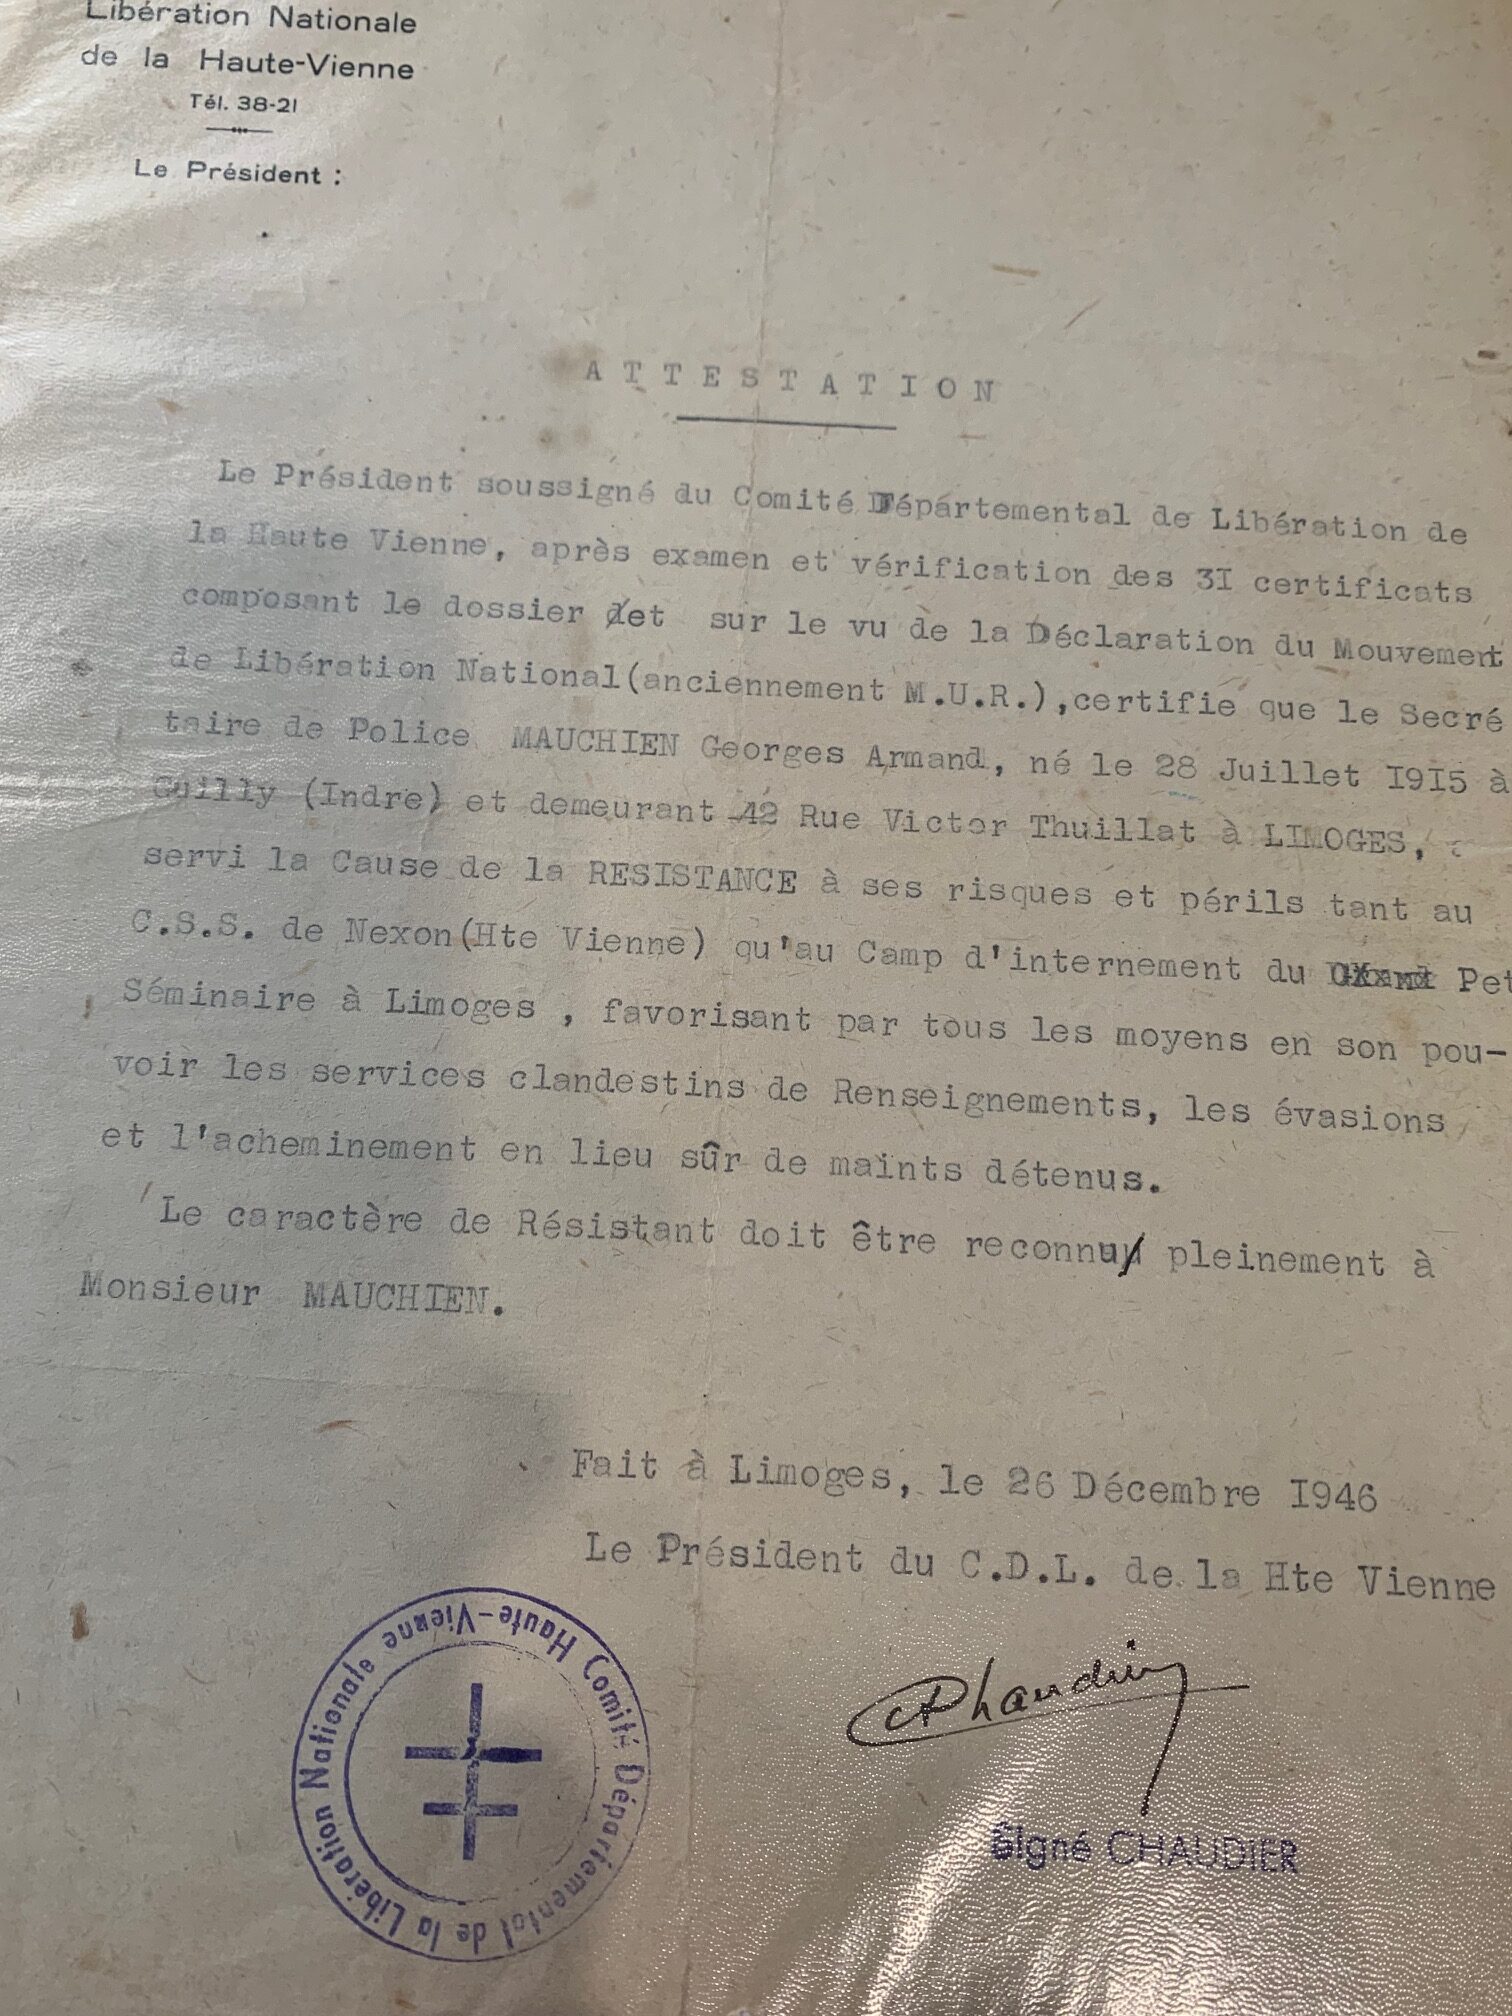 Libération Nationale
de la Haute-Vienne
Tél. 38-21
Le Président :
ATTESTATION
Le Président soussigné du Comité Dépártemental de Libération de
la Haute Vienne, après examen et vérification des 3I certificats
composant le dossier et sur le vu de la Déclaration du Mouvement
de Libération National(anciennement M.U.R.),certifie que le Secré
taire de Police MAUCHIEN Georges Armand, né le 28 Juillet I9I5 à
Guilly (Indre) et demeurant 42 Rue Victor Thuillat à LIMOGES,
servi la Cause de la RESISTANCE à ses risques et périls tant au
C.S.S. de Nexon(Hte Vienne) qu'au Camp d'internement du Pet
Séminaire à Limoges , favorisant par tous les moyens en son pou-
voir les services clandestins de Renseignements, les évasions
et l'acheminement en lieu sûr de maints détenus.
Le caractère de Résistant doit être reconnu pleinement à
Monsieur MAUCHIEN.
Fait à Limoges, le 26 Décembre I946
Le Président du C.D.L. de la Hte Vienne
Comité Départemental de la Libération Nationale Haute-Vienne
Chaudier
Signé CHAUDIER